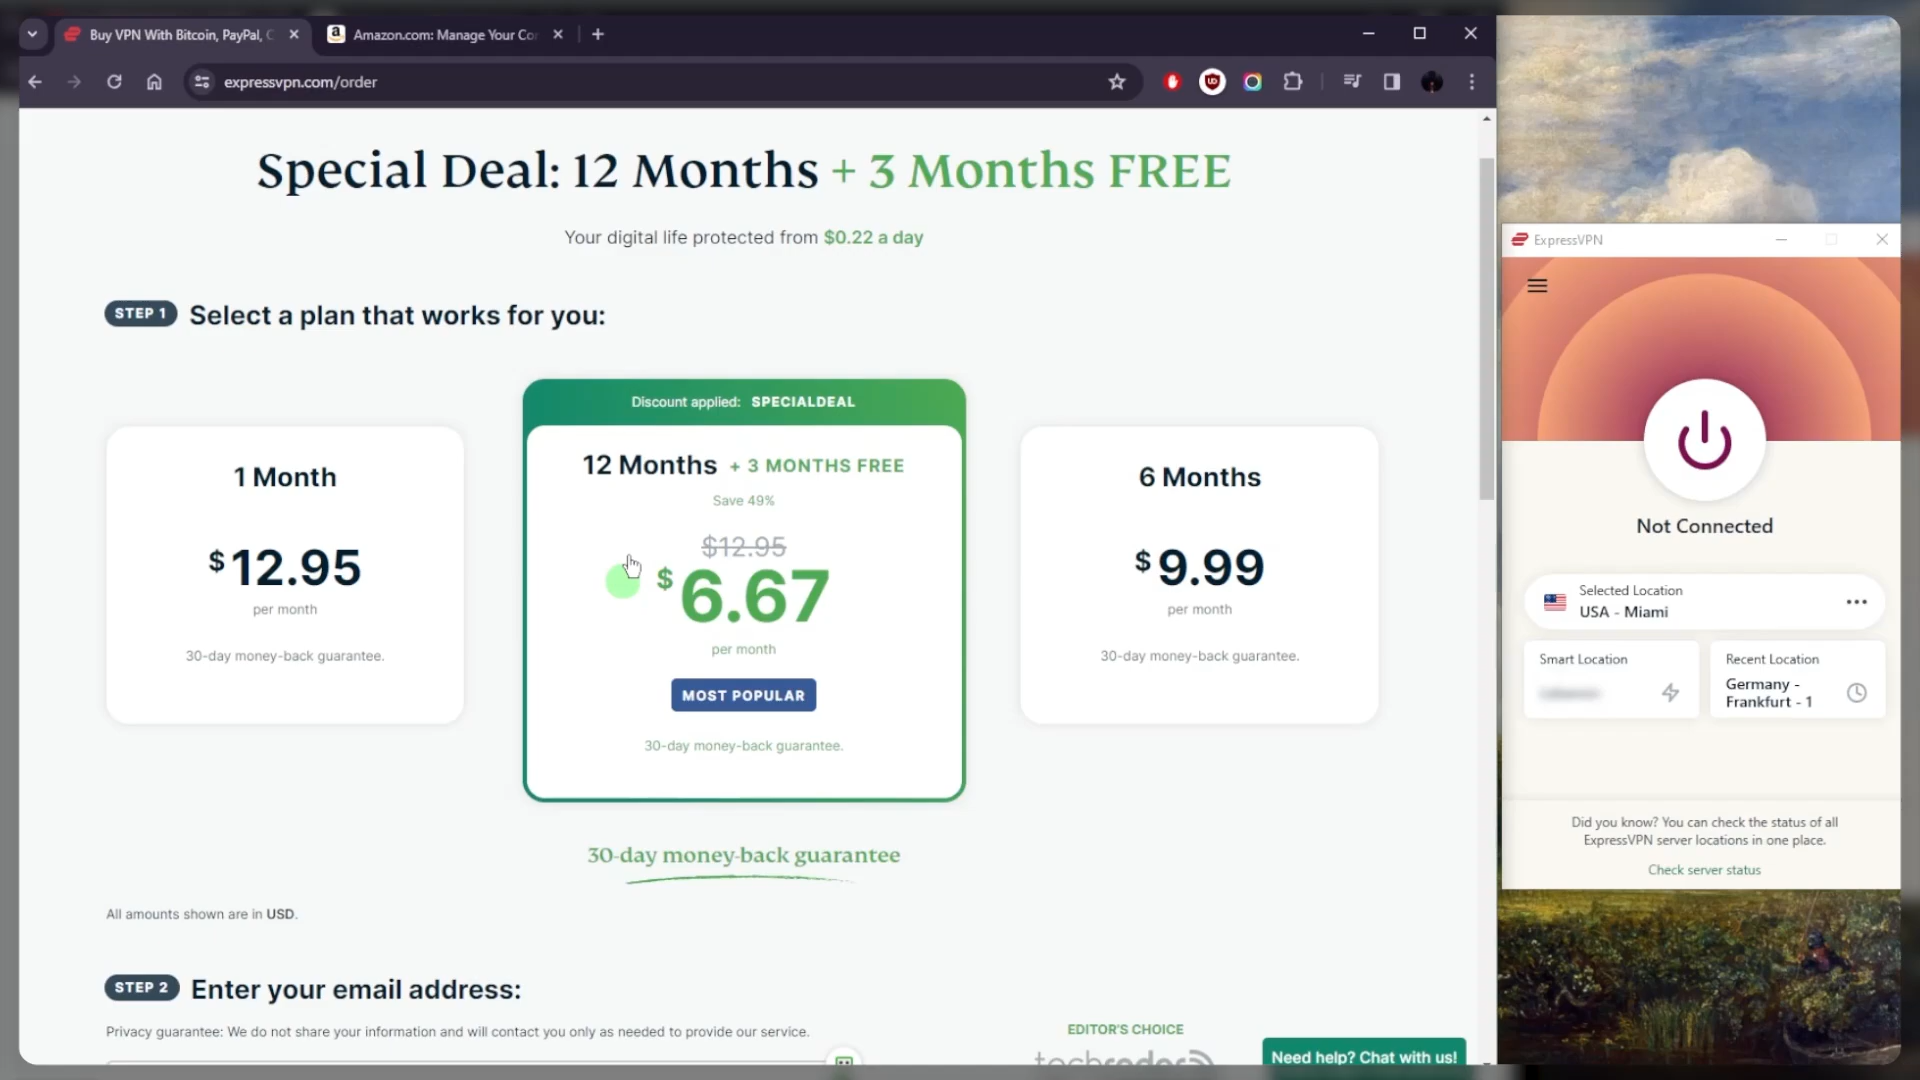 Buy VPN With Bitcoin, PayPal, C
Amazon.com: Manage Your Cor
expressvpn.com/order
Special Deal: 12 Months + 3 Months FREE
Your digital life protected from $0.22 a day
STEP 1 Select a plan that works for you:
Discount applied: SPECIALDEAL
1 Month
$12.95
per month
30-day money-back guarantee.
12 Months + 3 MONTHS FREE
Save 49%
$12.95
$6.67
per month
MOST POPULAR
30-day money-back guarantee.
6 Months
$9.99
per month
30-day money-back guarantee.
30-day money-back guarantee
All amounts shown are in USD.
STEP 2 Enter your email address:
Privacy guarantee: We do not share your information and will contact you only as needed to provide our service.
EDITOR'S CHOICE
techradar
Need help? Chat with us!
ExpressVPN
Not Connected
Selected Location
USA - Miami
Smart Location
Recent Location
Germany -
Frankfurt - 1
Did you know? You can check the status of all
ExpressVPN server locations in one place.
Check server status